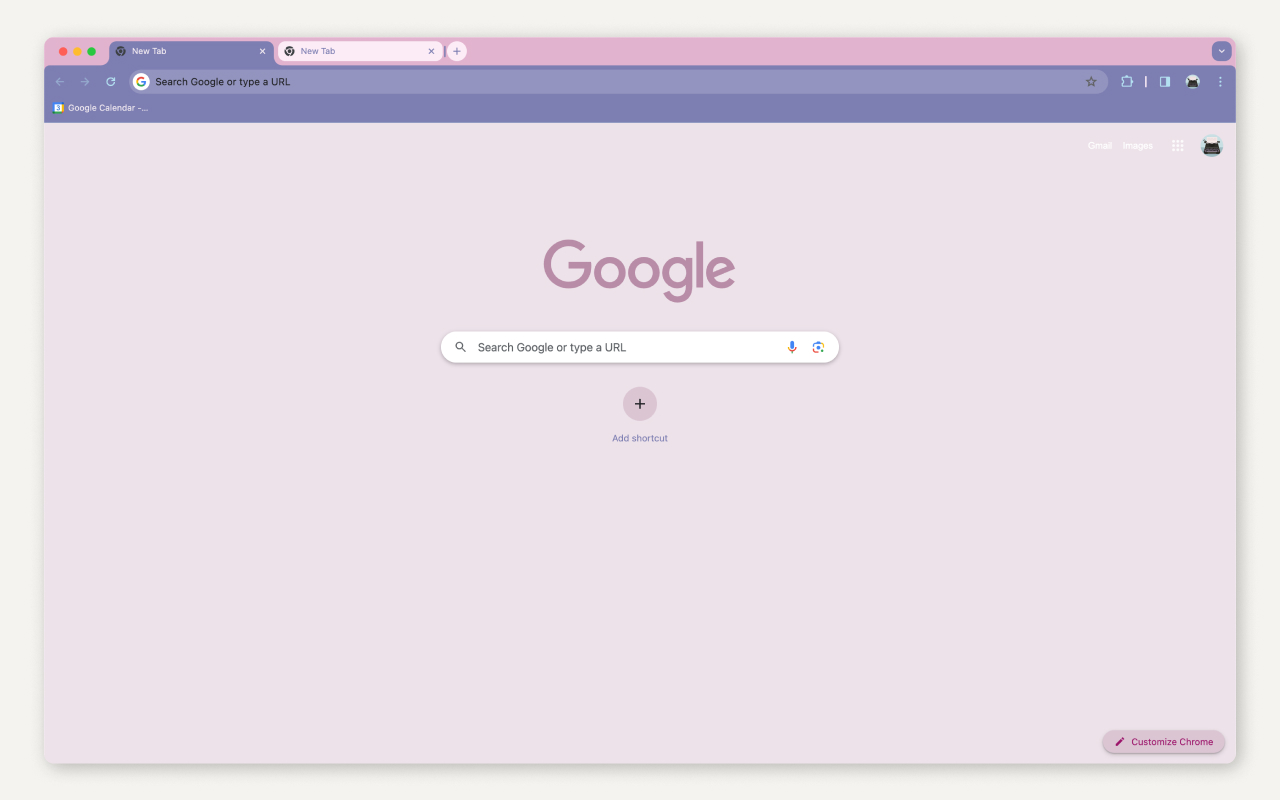 New Tab
New Tab
Search Google or type a URL
3 Google Calendar -...
Gmail Images
Google
Search Google or type a URL
Add shortcut
Customize Chrome